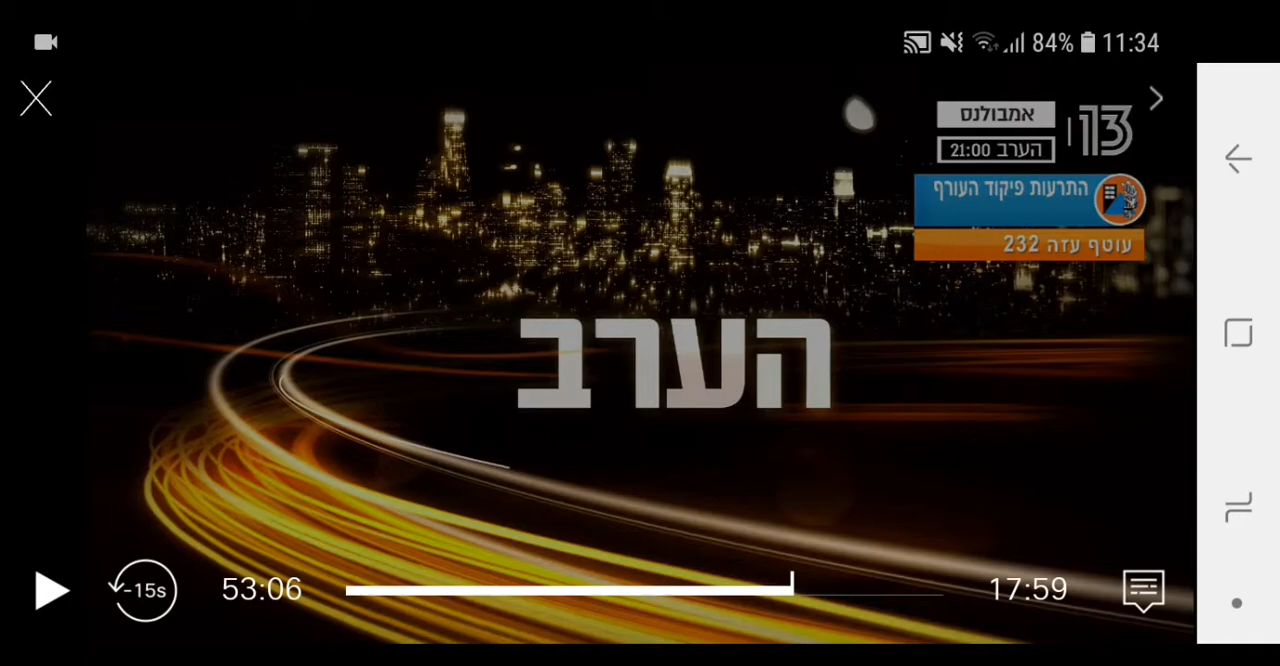 84% 11:34
אמבולנס
הערב 21:00
13
התרעות פיקוד העורף
עוטף עזה 232
הערב
-15s
53:06
17:59